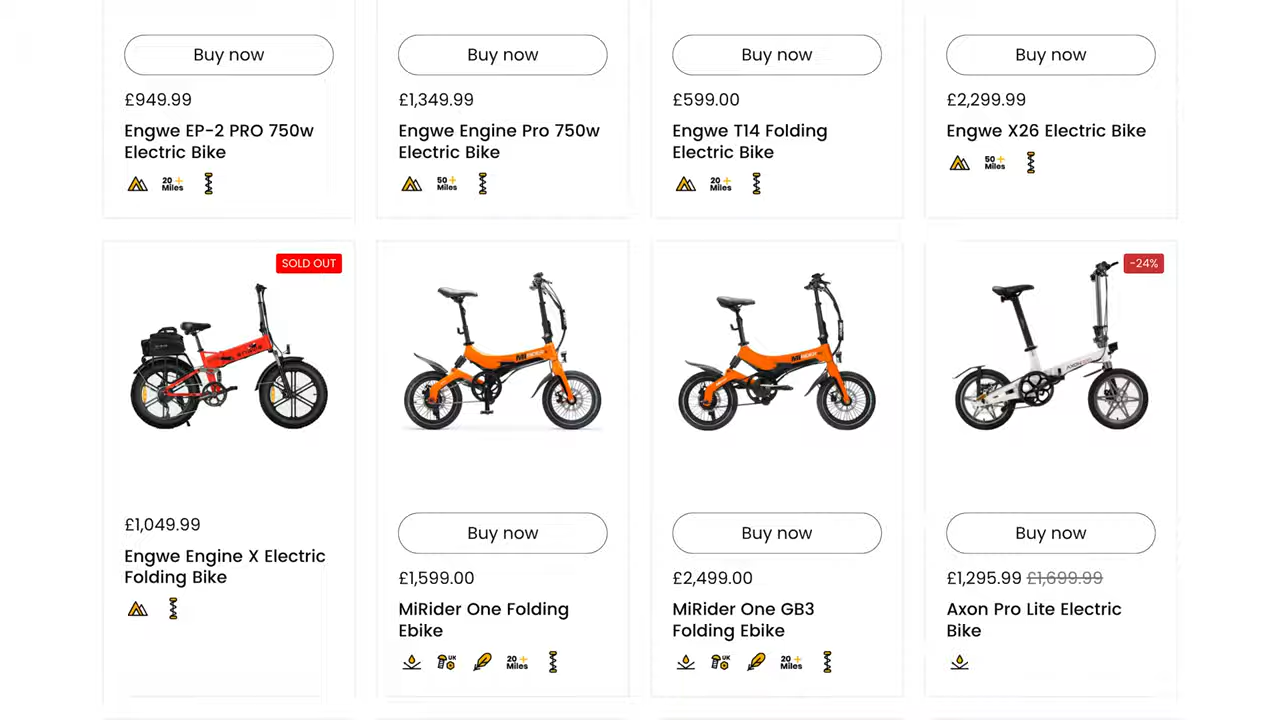 Buy now
£949.99
Engwe EP-2 PRO 750w
Electric Bike
20+
Miles
Buy now
£1,349.99
Engwe Engine Pro 750w
Electric Bike
50+
Miles
Buy now
£599.00
Engwe T14 Folding
Electric Bike
20+
Miles
Buy now
£2,299.99
Engwe X26 Electric Bike
50+
Miles
SOLD OUT
£1,049.99
Engwe Engine X Electric
Folding Bike
MiRIDER
Buy now
£1,599.00
MiRider One Folding
Ebike
UK
20+
Miles
MiRIDER
Buy now
£2,499.00
MiRider One GB3
Folding Ebike
UK
20+
Miles
-24%
AXON
Buy now
£1,295.99 £1,699.99
Axon Pro Lite Electric
Bike